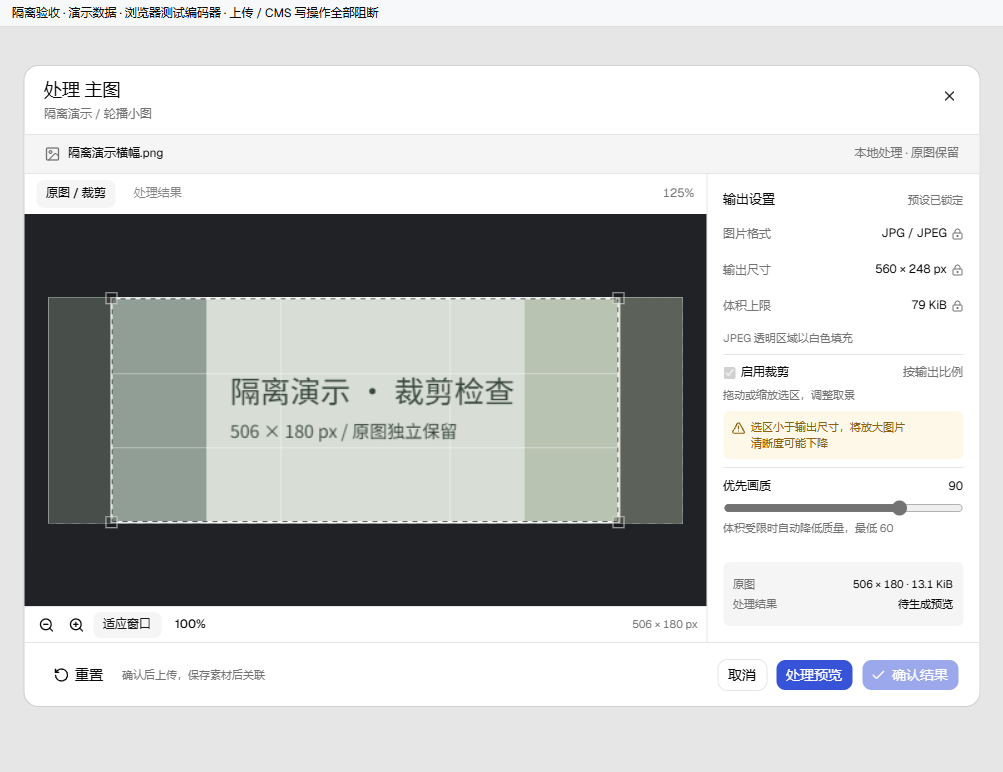 隔离验收 · 演示数据 · 浏览器测试编码器 · 上传 / CMS 写操作全部阻断
处理 主图
隔离演示 / 轮播小图
隔离演示横幅.png
本地处理 · 原图保留
原图 / 裁剪
处理结果
125%
隔离演示 · 裁剪检查
506 × 180 px / 原图独立保留
适应窗口
100%
506 × 180 px
输出设置
预设已锁定
图片格式
JPG / JPEG
输出尺寸
560 × 248 px
体积上限
79 KiB
JPEG 透明区域以白色填充
启用裁剪
按输出比例
拖动或缩放选区，调整取景
选区小于输出尺寸，将放大图片
清晰度可能下降
优先画质
90
体积受限时自动降低质量，最低 60
原图
506 × 180 · 13.1 KiB
处理结果
待生成预览
重置
确认后上传，保存素材后关联
取消
处理预览
确认结果